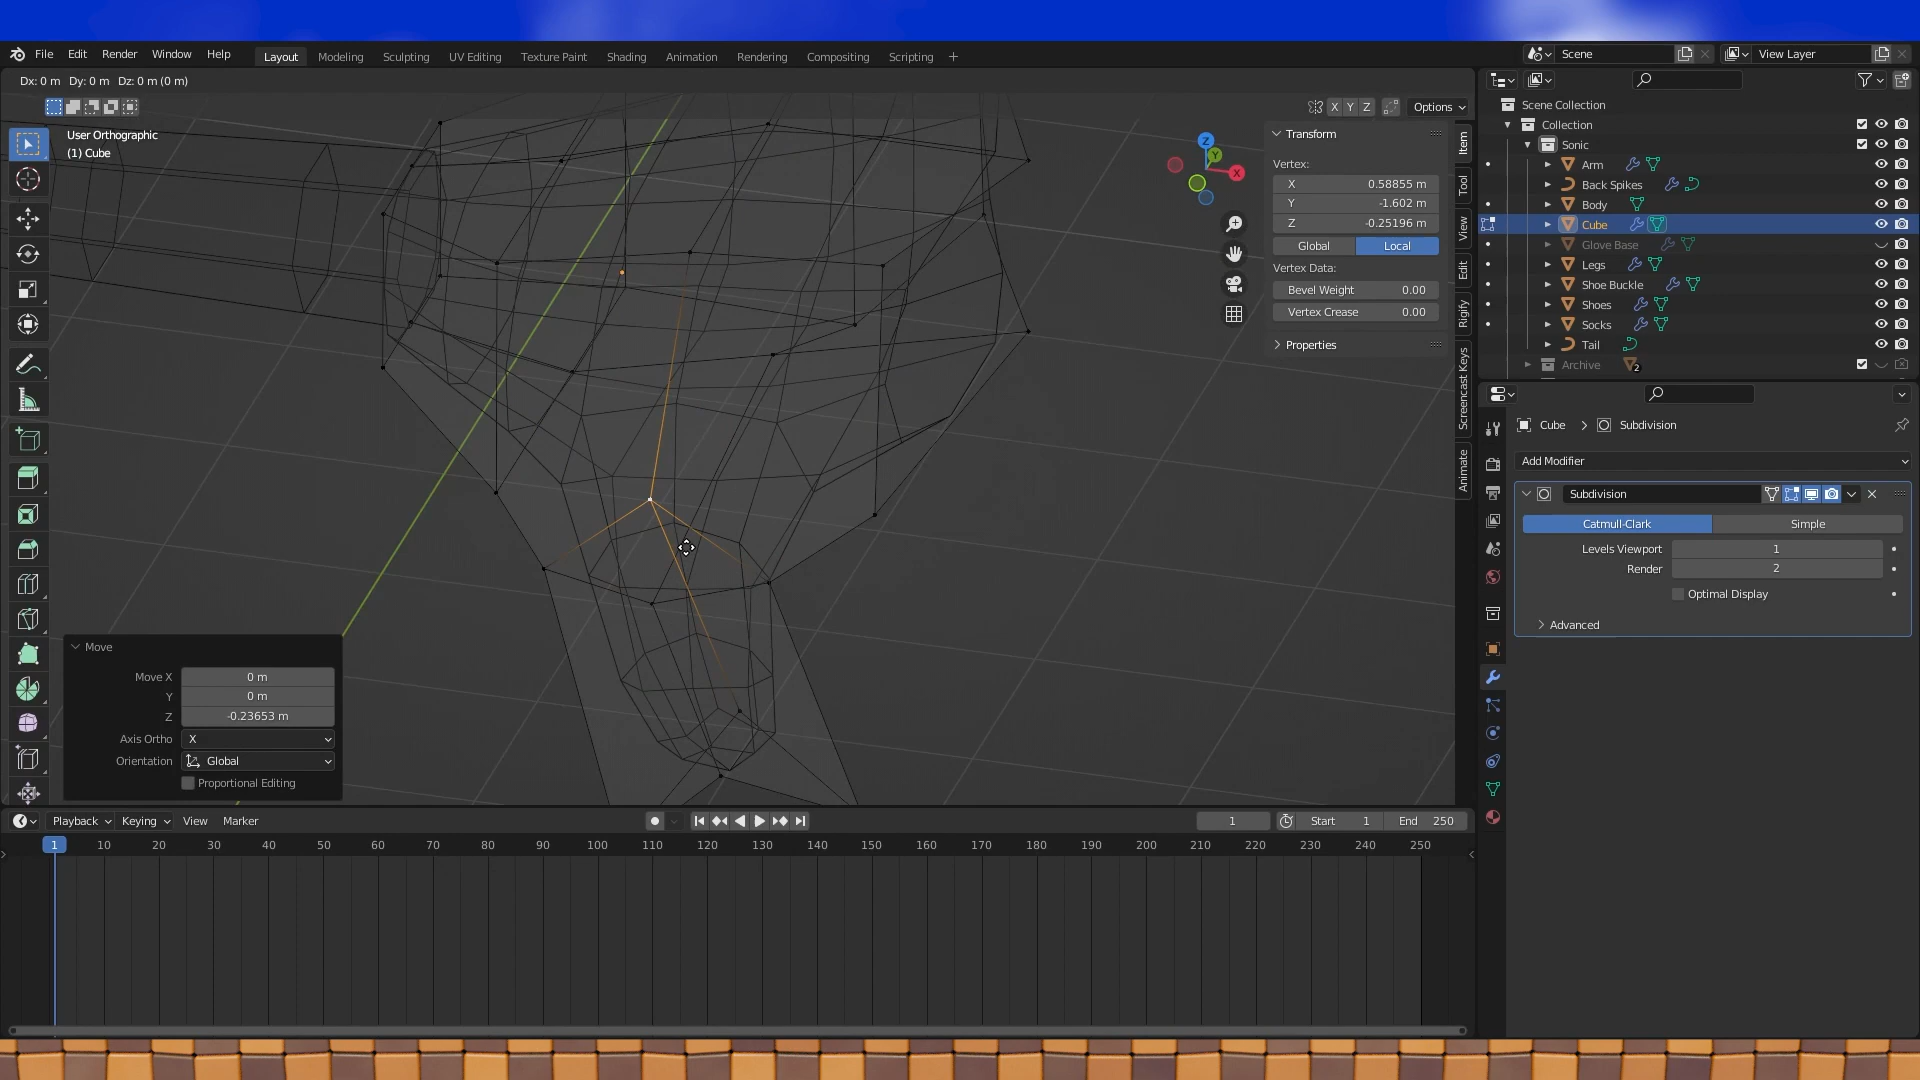 File Edit Render Window Help Layout Modeling Sculpting UV Editing Texture Paint Shading Animation Rendering Compositing Scripting + Scene View Layer
Dx: 0 m Dy: 0 m Dz: 0 m (0 m)
X Y Z Options
User Orthographic
(1) Cube
Z
Y
X
Transform
Vertex:
X 0.58855 m
Y -1.602 m
Z -0.25196 m
Global Local
Vertex Data:
Bevel Weight 0.00
Vertex Crease 0.00
Properties
Item
Tool
View
Edit
Rigify
Screencast Keys
Animate
Scene Collection
Collection
Sonic
Arm
Back Spikes
Body
Cube
Glove Base
Legs
Shoe Buckle
Shoes
Socks
Tail
Archive 2
Cube > Subdivision
Add Modifier
Subdivision
Catmull-Clark Simple
Levels Viewport 1
Render 2
Optimal Display
Advanced
Move
Move X 0 m
Y 0 m
Z -0.23653 m
Axis Ortho X
Orientation Global
Proportional Editing
Playback Keying View Marker 1 Start 1 End 250
1 10 20 30 40 50 60 70 80 90 100 110 120 130 140 150 160 170 180 190 200 210 220 230 240 250